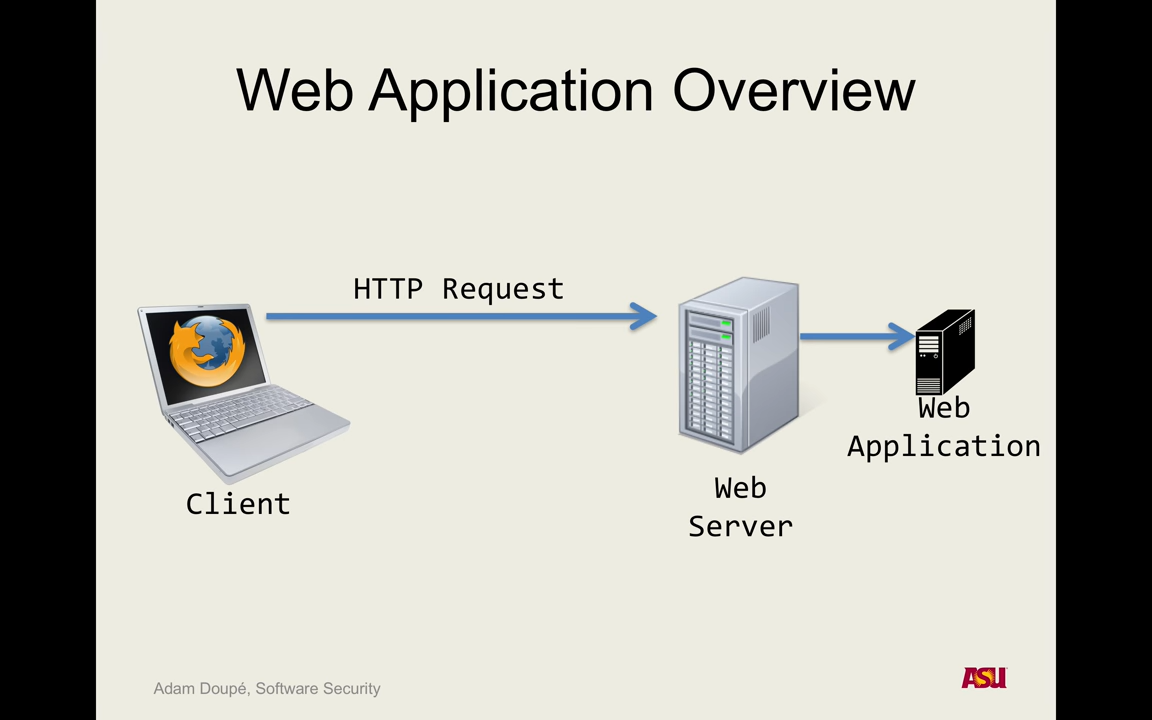 Web Application Overview
HTTP Request
Client
Web
Server
Web
Application
Adam Doupé, Software Security
ASU